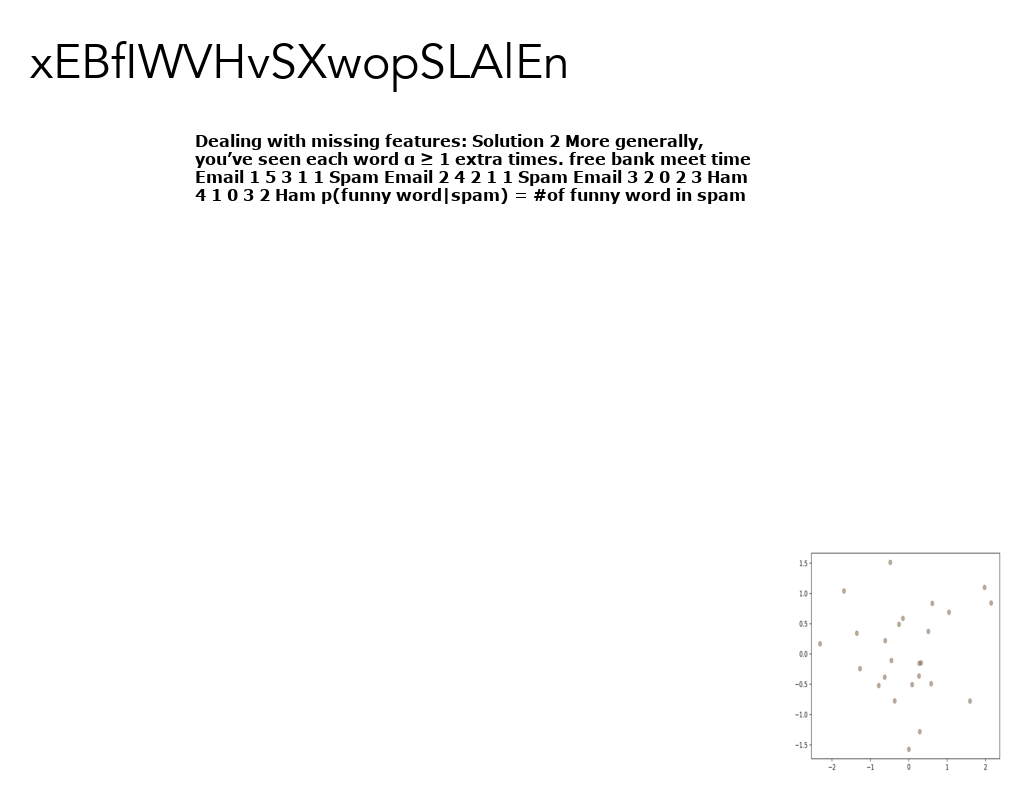 xEBfIWVHvSXwopSLAlEn
Dealing with missing features: Solution 2 More generally,
you’ve seen each word α ≥ 1 extra times. free bank meet time
Email 1 5 3 1 1 Spam Email 2 4 2 1 1 Spam Email 3 2 0 2 3 Ham
4 1 0 3 2 Ham p(funny word|spam) = #of funny word in spam
1.5
1.0
0.5
0.0
−0.5
−1.0
−1.5
−2 −1 0 1 2